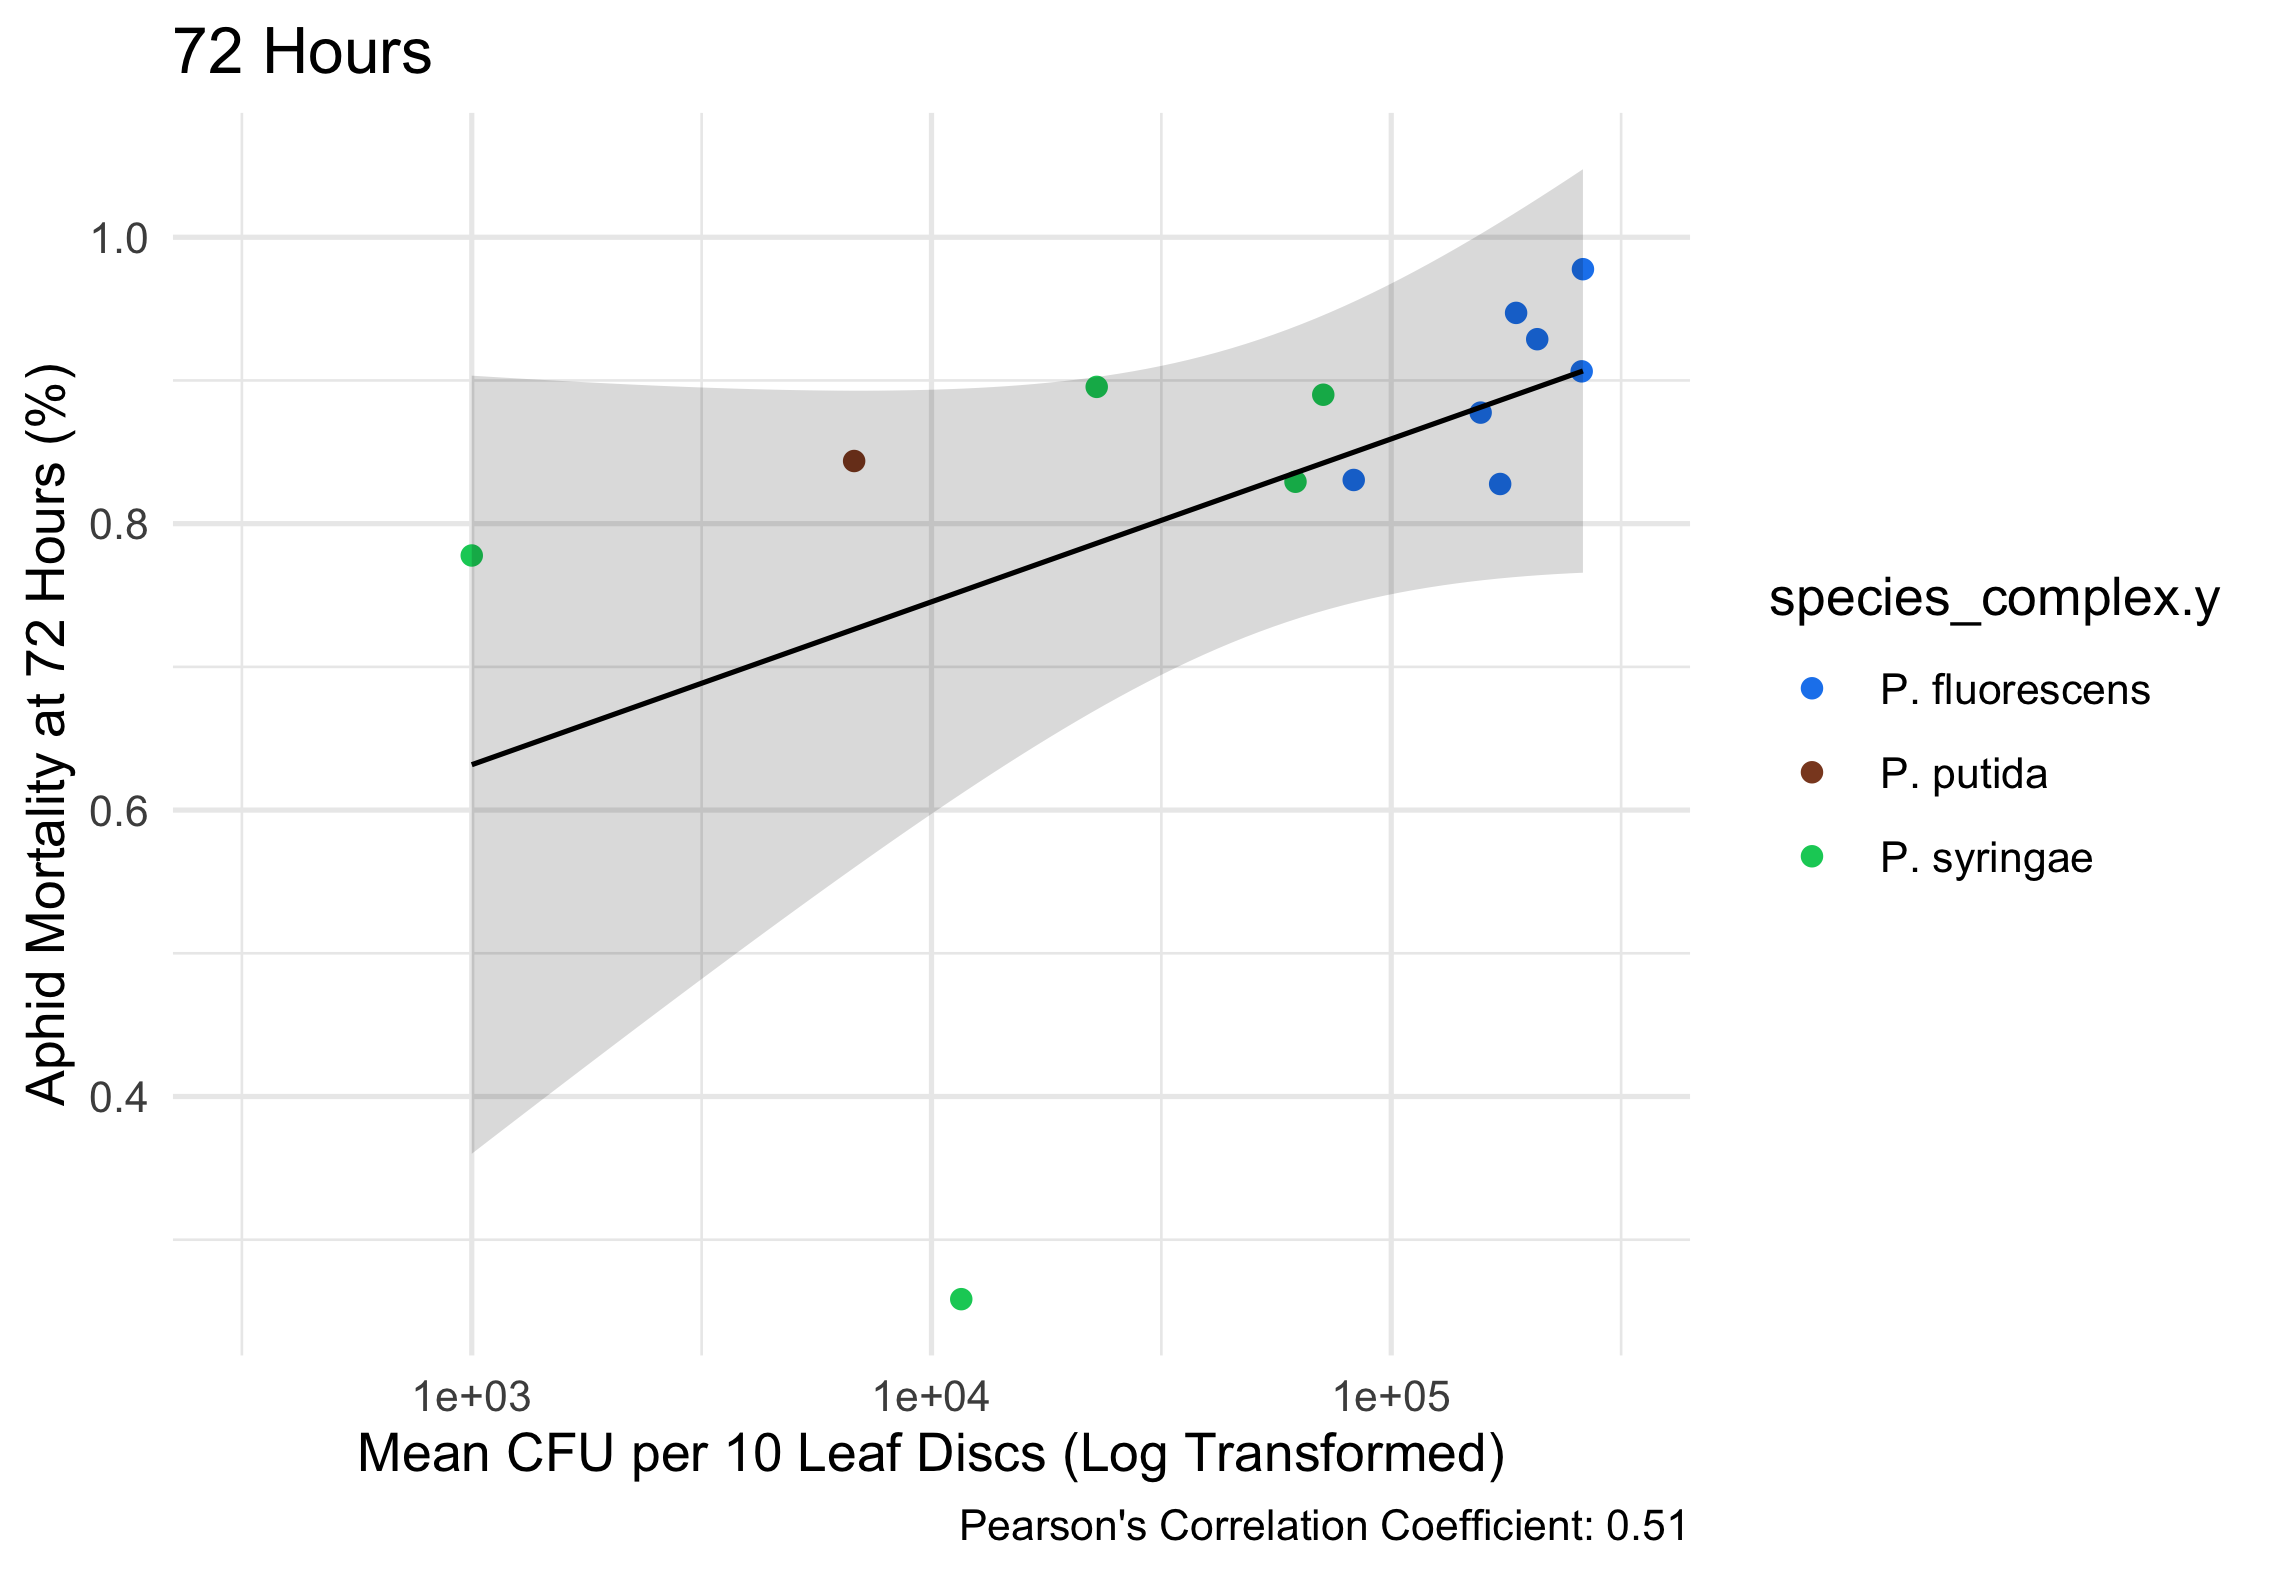 72 Hours
Aphid Mortality at 72 Hours (%)
1.0
0.8
0.6
0.4
1e+03
1e+04
1e+05
Mean CFU per 10 Leaf Discs (Log Transformed)
Pearson's Correlation Coefficient: 0.51
species_complex.y
P. fluorescens
P. putida
P. syringae